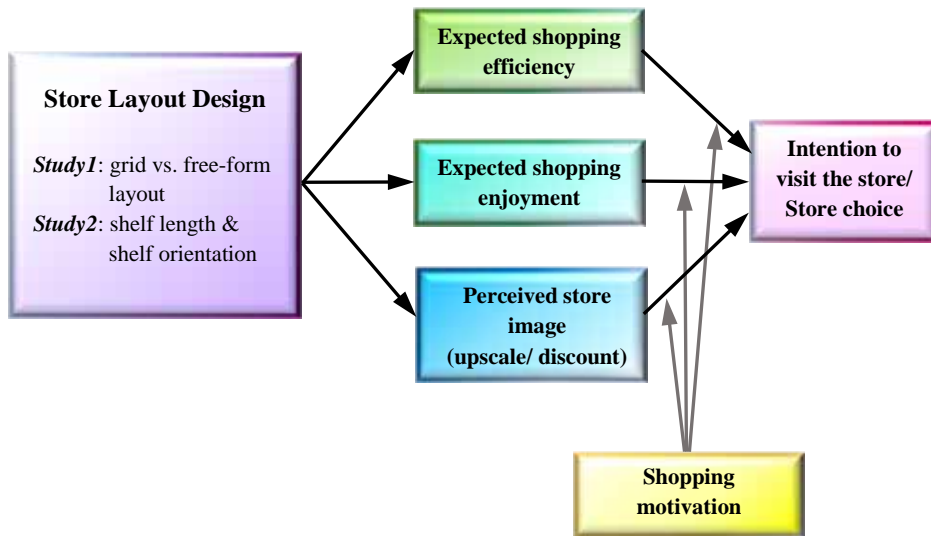 Store Layout Design
Study1: grid vs. free-form
layout
Study2: shelf length &
shelf orientation
Expected shopping
efficiency
Expected shopping
enjoyment
Perceived store
image
(upscale/ discount)
Intention to
visit the store/
Store choice
Shopping
motivation